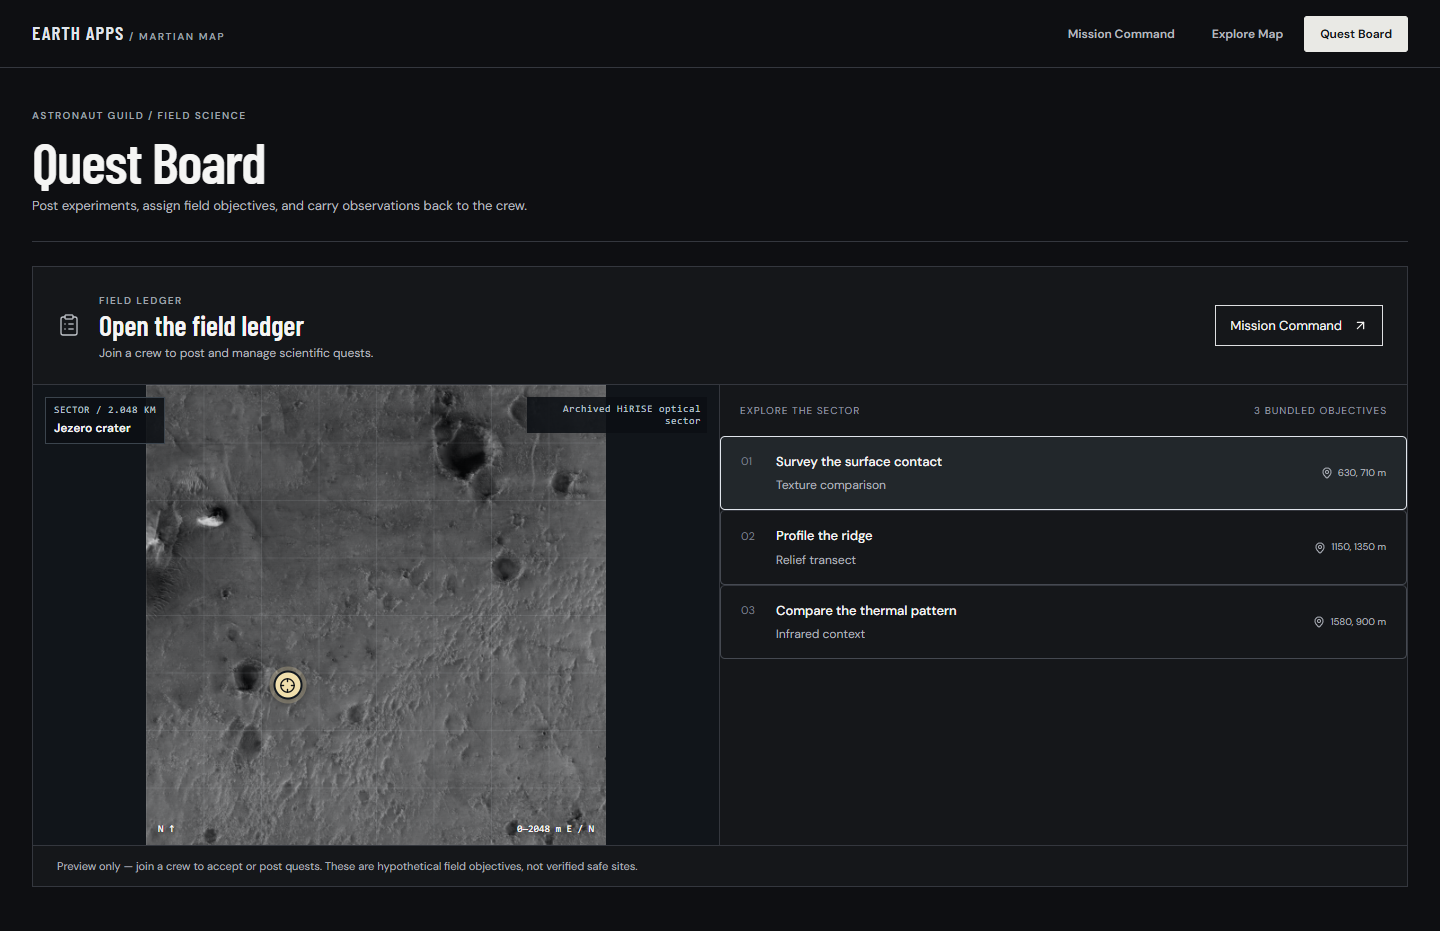 EARTH APPS / MARTIAN MAP
Mission Command
Explore Map
Quest Board
ASTRONAUT GUILD / FIELD SCIENCE
Quest Board
Post experiments, assign field objectives, and carry observations back to the crew.
FIELD LEDGER
Open the field ledger
Join a crew to post and manage scientific quests.
Mission Command
SECTOR / 2.048 KM
Jezero crater
Archived HiRISE optical
sector
N ↑
0–2048 m E / N
EXPLORE THE SECTOR
3 BUNDLED OBJECTIVES
01
Survey the surface contact
Texture comparison
630, 710 m
02
Profile the ridge
Relief transect
1150, 1350 m
03
Compare the thermal pattern
Infrared context
1580, 900 m
Preview only — join a crew to accept or post quests. These are hypothetical field objectives, not verified safe sites.